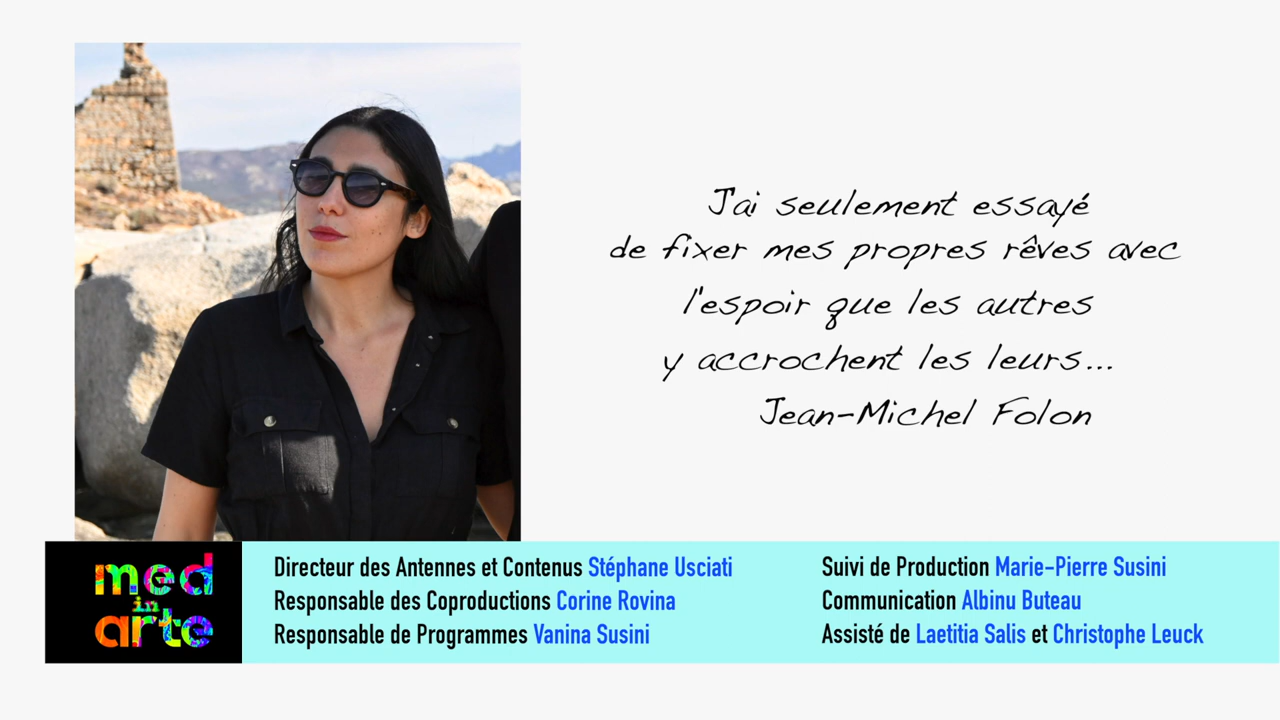 J'ai seulement essayé
de fixer mes propres rêves avec
l'espoir que les autres
y accrochent les leurs...
Jean-Michel Folon
med
in
arte
Directeur des Antennes et Contenus Stéphane Usciati
Responsable des Coproductions Corine Rovina
Responsable de Programmes Vanina Susini
Suivi de Production Marie-Pierre Susini
Communication Albinu Buteau
Assisté de Laetitia Salis et Christophe Leuck